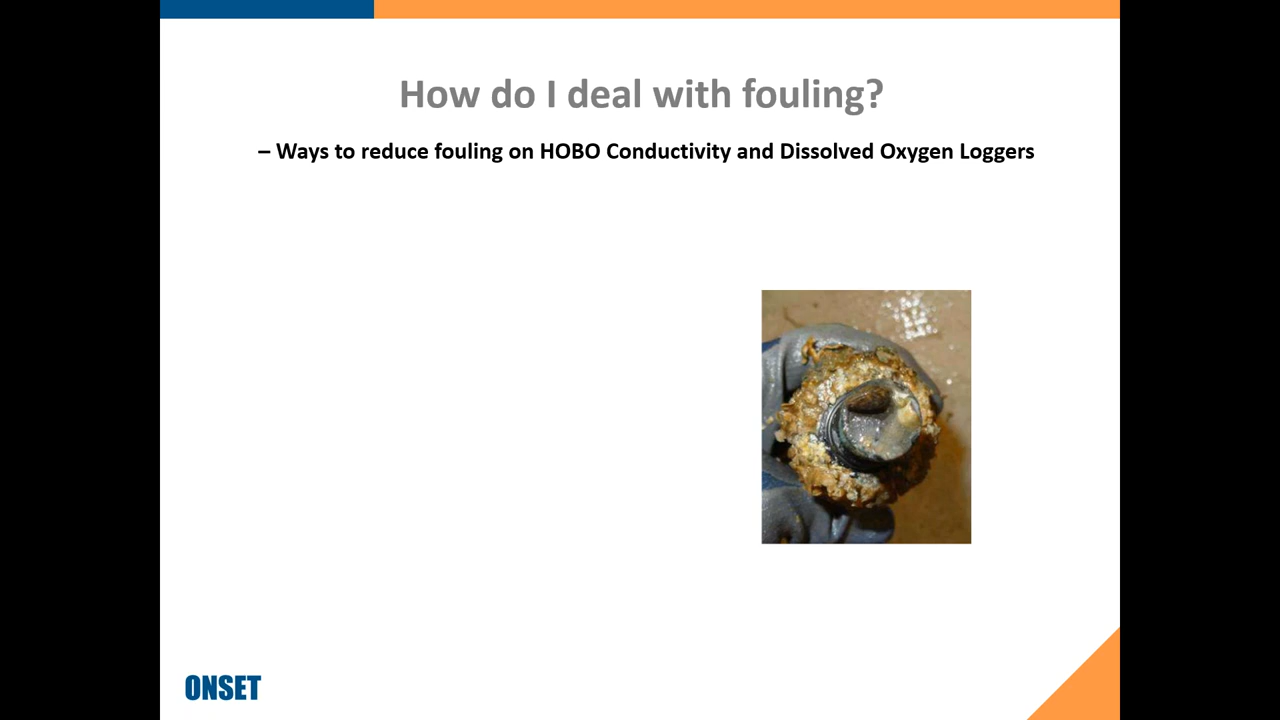 How do I deal with fouling?
– Ways to reduce fouling on HOBO Conductivity and Dissolved Oxygen Loggers
ONSET